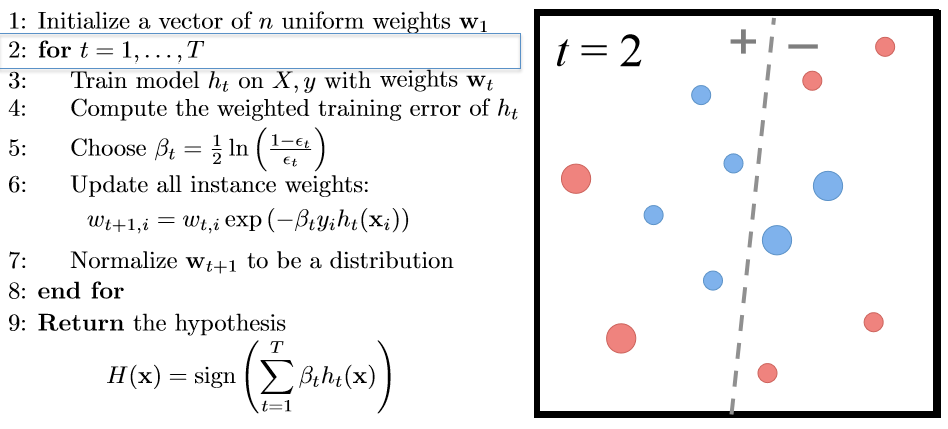 1: Initialize a vector of n uniform weights w₁
2: for t = 1, . . . , T
3: Train model hₜ on X, y with weights wₜ
4: Compute the weighted training error of hₜ
5: Choose βₜ = ½ ln((1−ϵₜ)/ϵₜ)
6: Update all instance weights:
wₜ₊₁,ᵢ = wₜ,ᵢ exp (−βₜyᵢhₜ(xᵢ))
7: Normalize wₜ₊₁ to be a distribution
8: end for
9: Return the hypothesis
H(x) = sign(∑ₜ₌₁ᵀ βₜhₜ(x))
t = 2
+ −